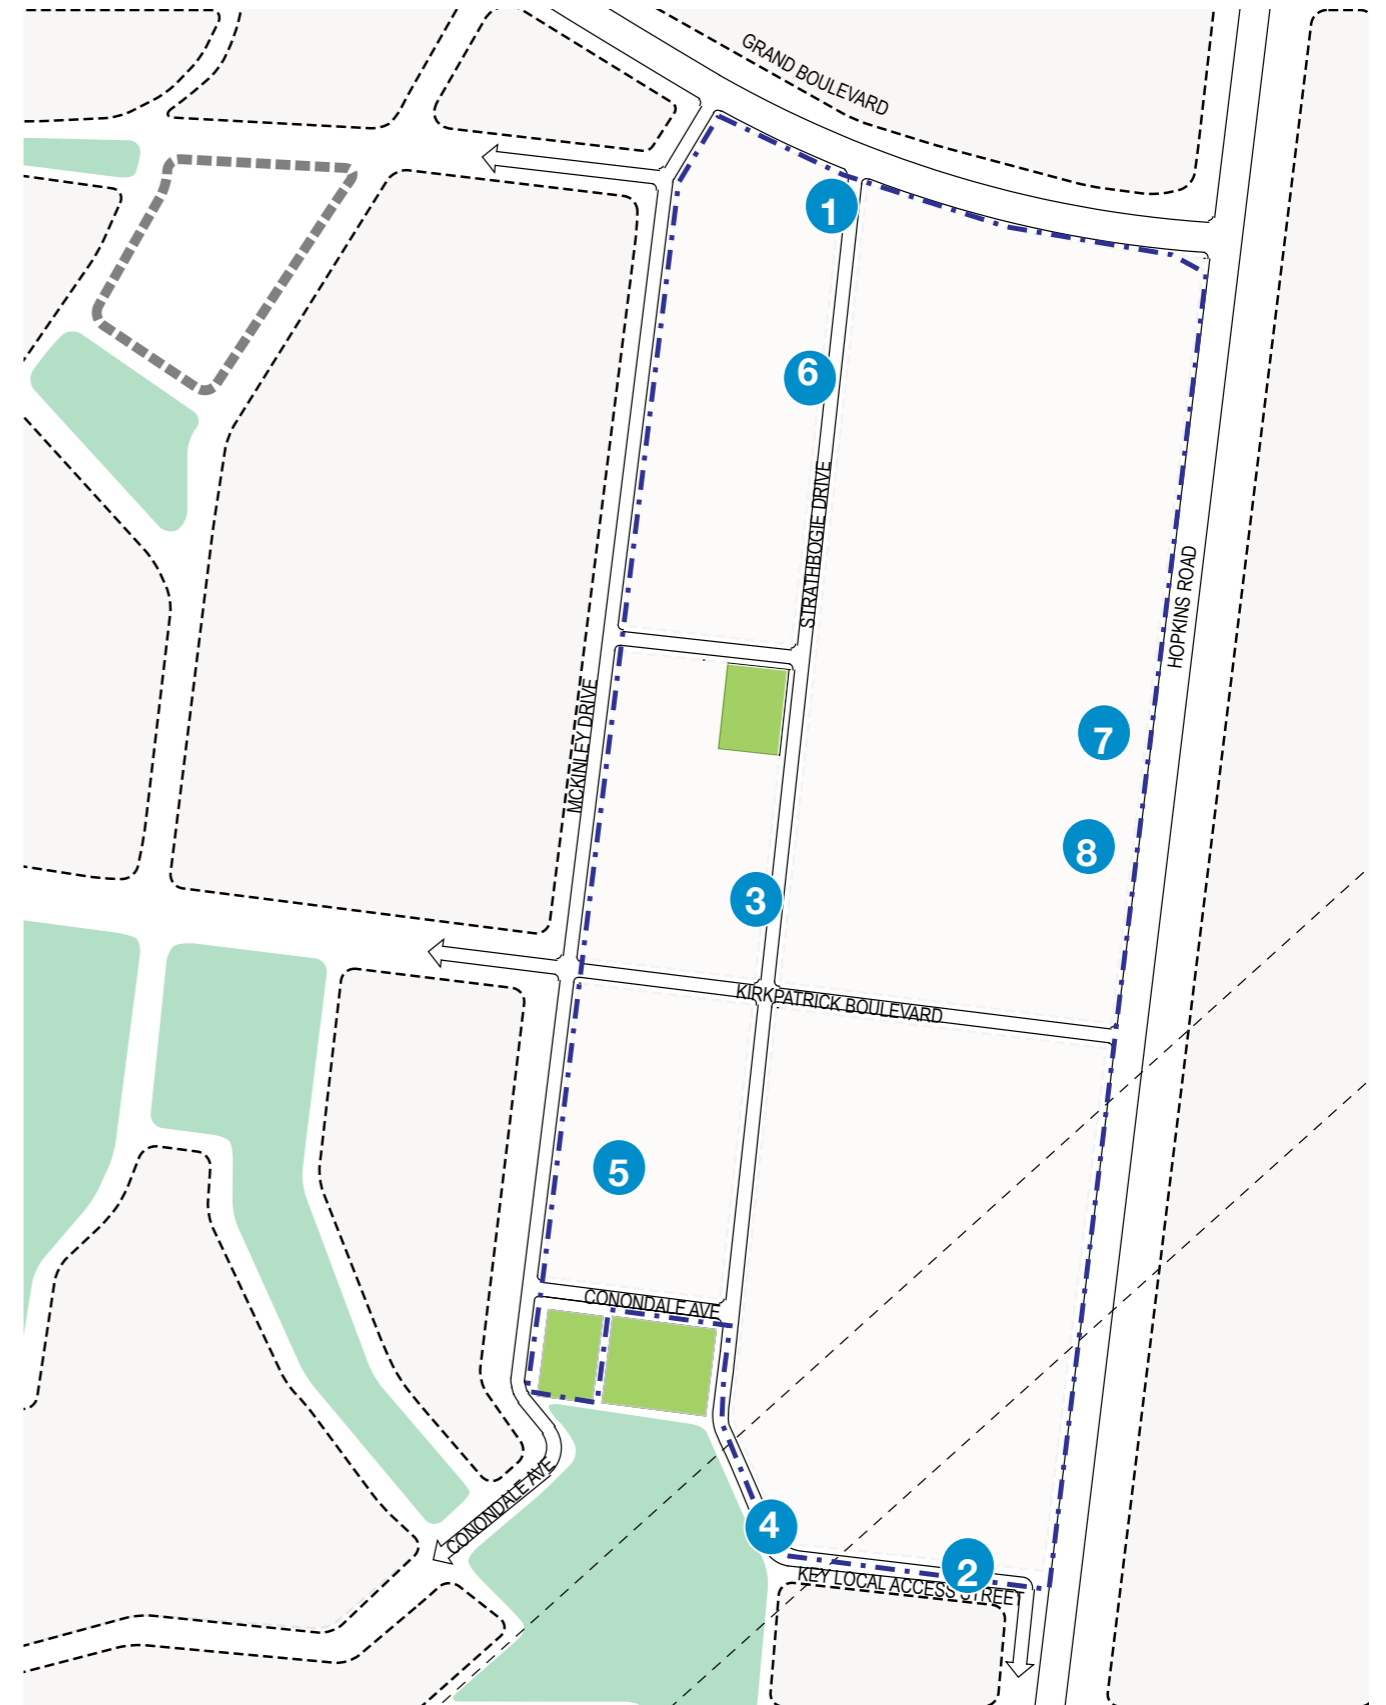 GRAND BOULEVARD
1
6
STRATHBOGIE DRIVE
HOPKINS ROAD
MCKINLEY DRIVE
7
8
3
KIRKPATRICK BOULEVARD
5
CONONDALE AVE
CONONDALE AVE
4
2
KEY LOCAL ACCESS STREET